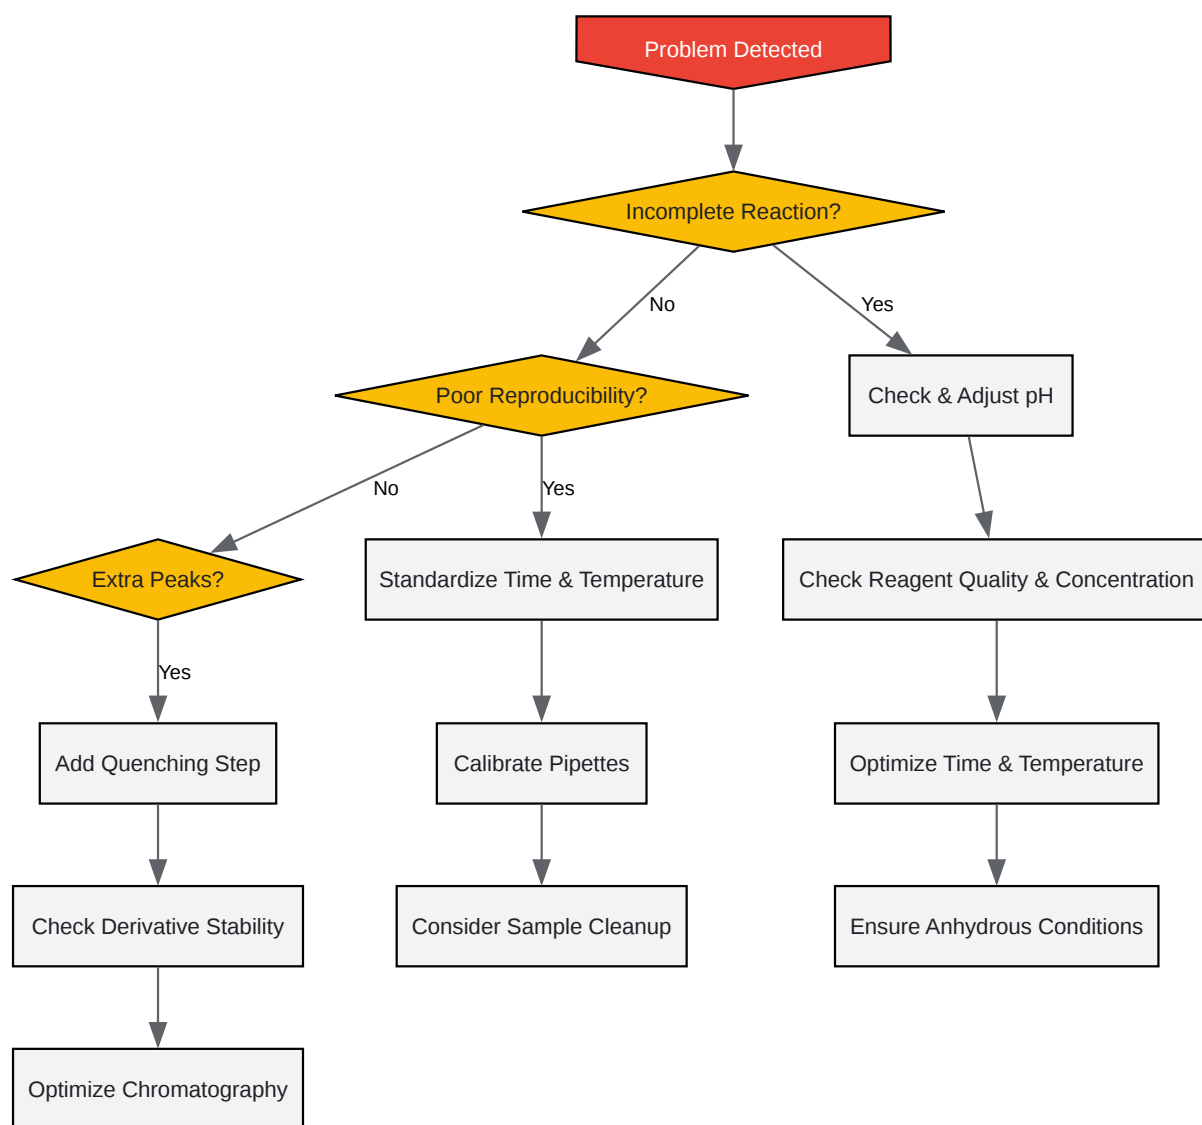 Problem Detected
Incomplete Reaction?
No
Yes
Poor Reproducibility?
Check & Adjust pH
No
Yes
Extra Peaks?
Standardize Time & Temperature
Check Reagent Quality & Concentration
Yes
Add Quenching Step
Calibrate Pipettes
Optimize Time & Temperature
Check Derivative Stability
Consider Sample Cleanup
Ensure Anhydrous Conditions
Optimize Chromatography